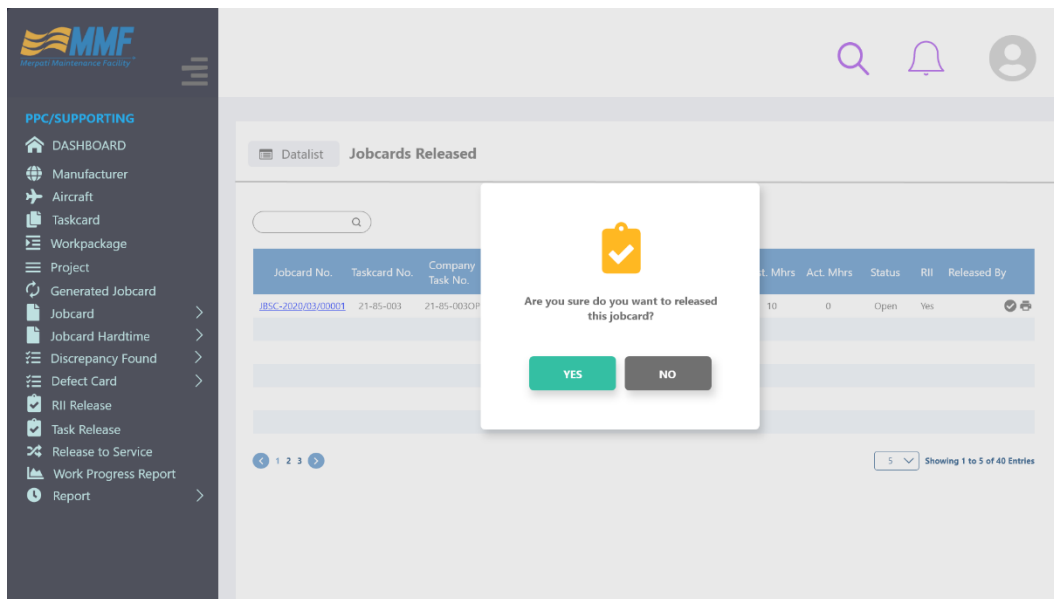 MMF
Merpati Maintenance Facility
PPC/SUPPORTING
DASHBOARD
Manufacturer
Aircraft
Taskcard
Workpackage
Project
Generated Jobcard
Jobcard
Jobcard Hardtime
Discrepancy Found
Defect Card
RII Release
Task Release
Release to Service
Work Progress Report
Report
Datalist Jobcards Released
Jobcard No. Taskcard No. Company Task No. Mhrs Act. Mhrs Status RII Released By
JBSC-2020/03/00001 21-85-003 21-85-003OP 10 0 Open Yes
Are you sure do you want to released
this jobcard?
YES NO
1 2 3
5 Showing 1 to 5 of 40 Entries